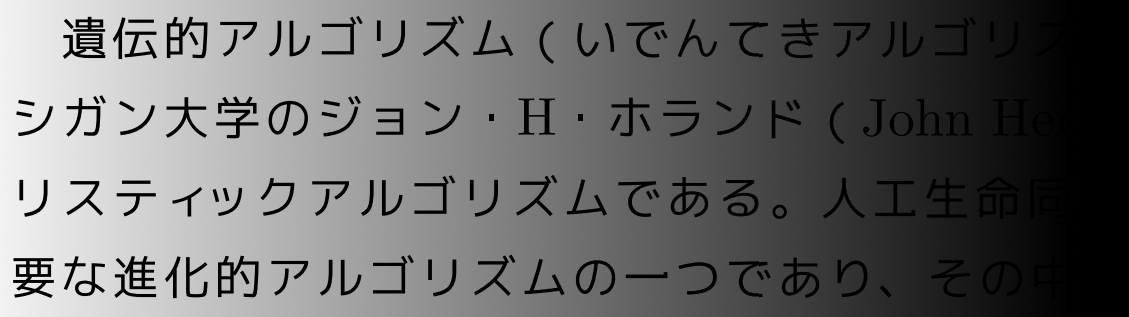 遺伝的アルゴリズム（いでんてきアルゴリズ
シガン大学のジョン・H・ホランド（John He
リスティックアルゴリズムである。人工生命同
要な進化的アルゴリズムの一つであり、その中